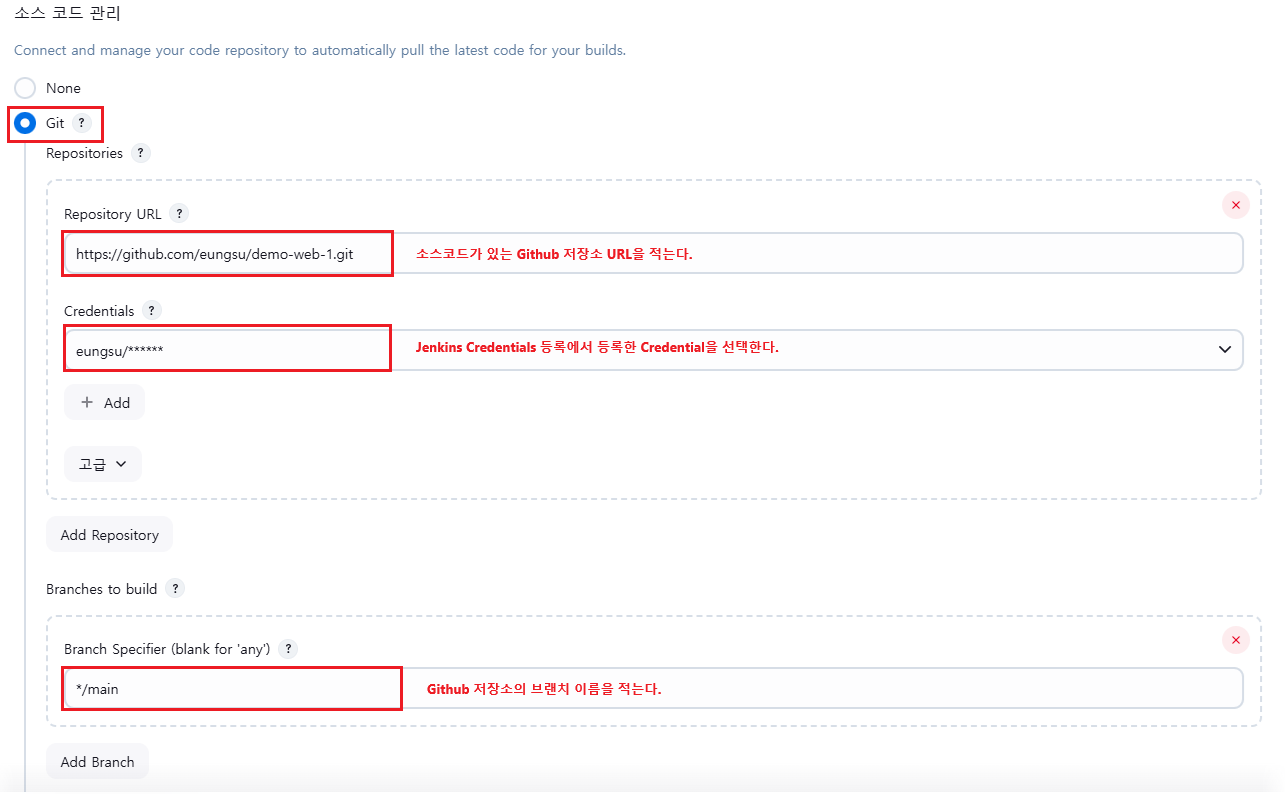 소스 코드 관리
Connect and manage your code repository to automatically pull the latest code for your builds.
None
Git ?
Repositories ?
Repository URL ?
https://github.com/eungsu/demo-web-1.git 소스코드가 있는 Github 저장소 URL을 적는다.
Credentials ?
eungsu/****** Jenkins Credentials 등록에서 등록한 Credential을 선택한다.
+ Add
고급
Add Repository
Branches to build ?
Branch Specifier (blank for 'any') ?
*/main Github 저장소의 브랜치 이름을 적는다.
Add Branch